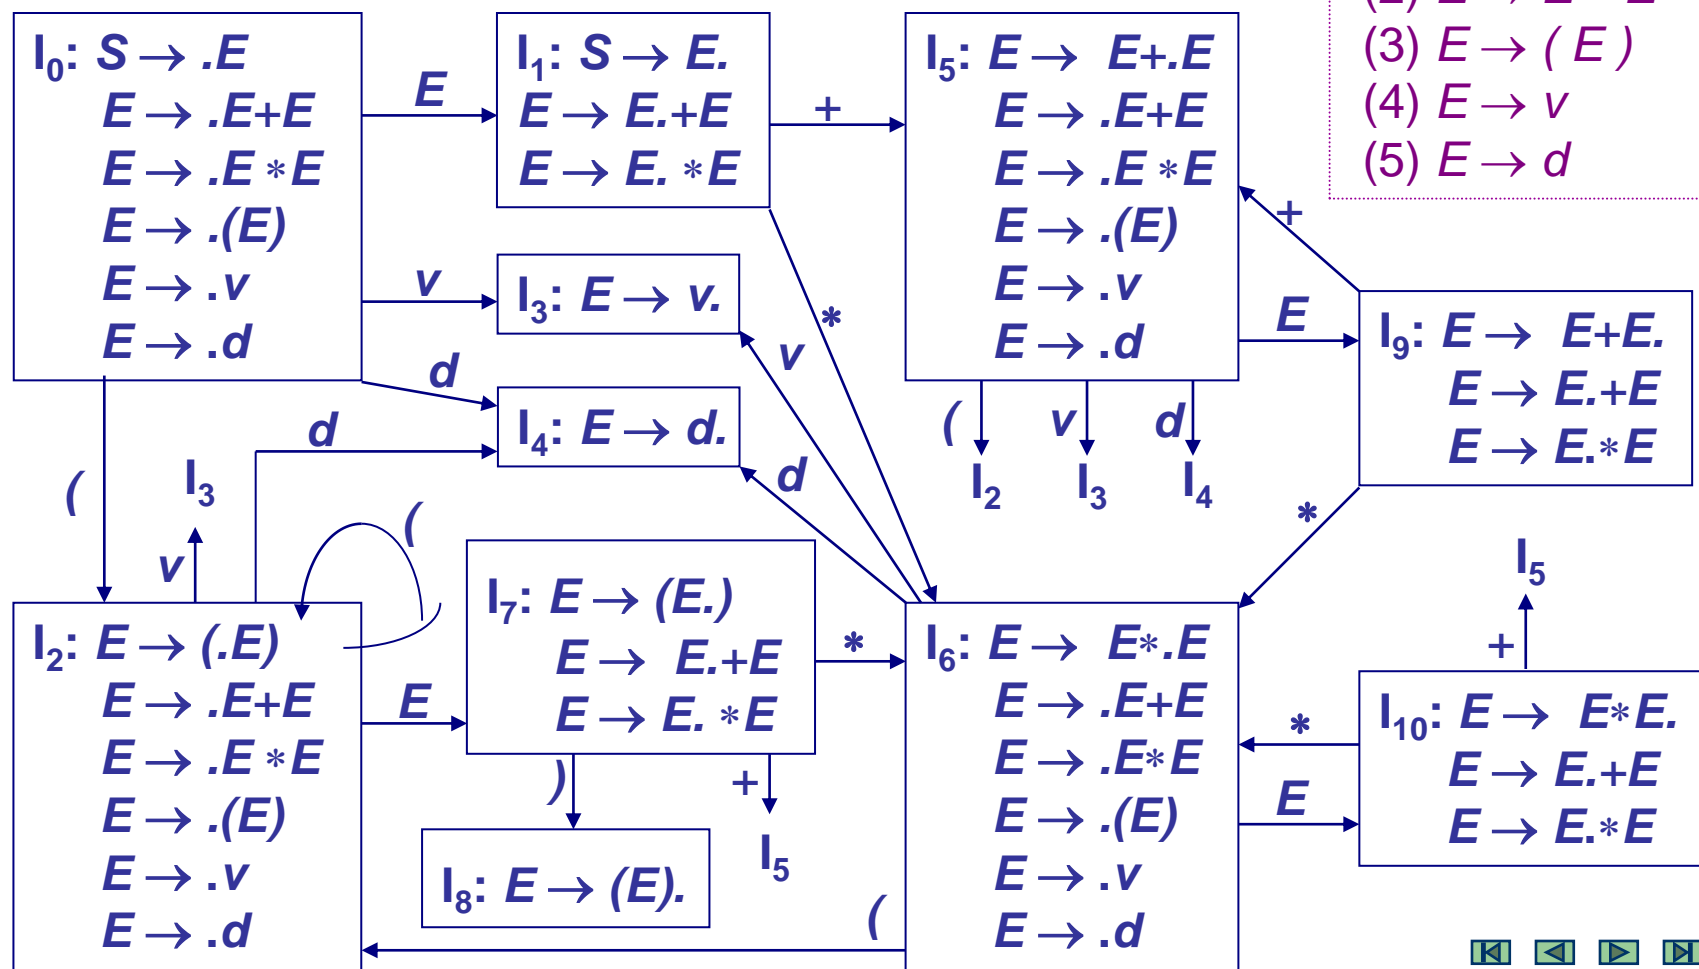 I0: S → .E
E → .E+E
E → .E *E
E → .(E)
E → .v
E → .d
E
I1: S → E.
E → E.+E
E → E. *E
+
I5: E → E+.E
E → .E+E
E → .E *E
E → .(E)
E → .v
E → .d
(3) E → ( E )
(4) E → v
(5) E → d
v
I3: E → v.
d
I4: E → d.
*
v
d
+
E
I9: E → E+.
E → E.+E
E → E.*E
( v d
I2 I3 I4
*
(
I3
v
d
(
I2: E → (.E)
E → .E+E
E → .E *E
E → .(E)
E → .v
E → .d
E
I7: E → (E.)
E → E.+E
E → E. *E
*
)
+
I5
I8: E → (E).
(
I6: E → E*.E
E → .E+E
E → .E*E
E → .(E)
E → .v
E → .d
*
E
I5
+
I10: E → E*E.
E → E.+E
E → E.*E